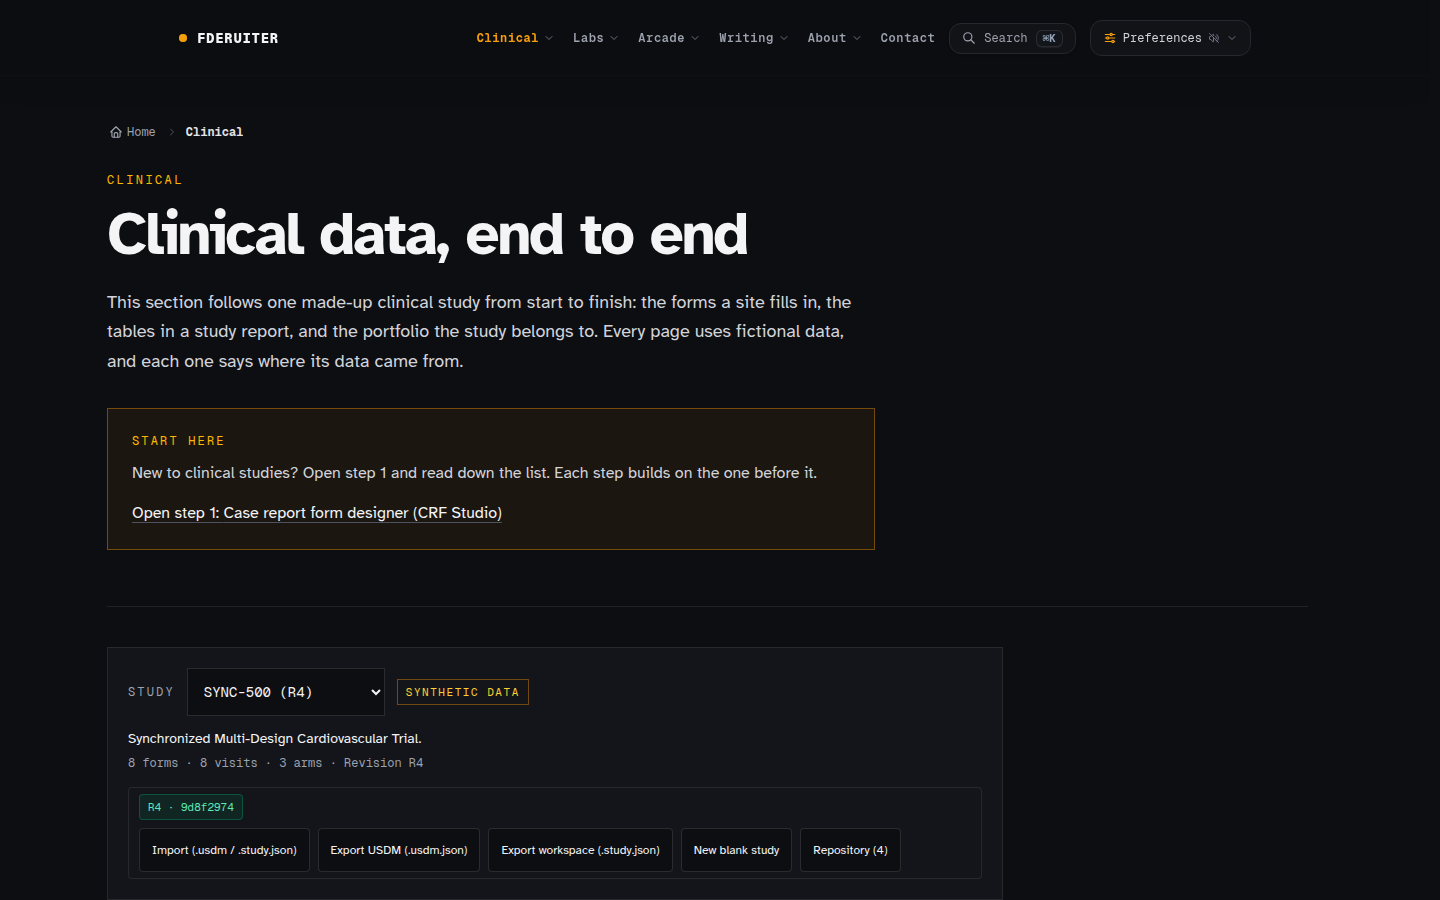 FDERUITER
Clinical
Labs
Arcade
Writing
About
Contact
Search ⌘K
Preferences
Home
Clinical
CLINICAL
Clinical data, end to end
This section follows one made-up clinical study from start to finish: the forms a site fills in, the
tables in a study report, and the portfolio the study belongs to. Every page uses fictional data,
and each one says where its data came from.
START HERE
New to clinical studies? Open step 1 and read down the list. Each step builds on the one before it.
Open step 1: Case report form designer (CRF Studio)
STUDY
SYNC-500 (R4)
SYNTHETIC DATA
Synchronized Multi-Design Cardiovascular Trial.
8 forms · 8 visits · 3 arms · Revision R4
R4 · 9d8f2974
Import (.usdm / .study.json)
Export USDM (.usdm.json)
Export workspace (.study.json)
New blank study
Repository (4)